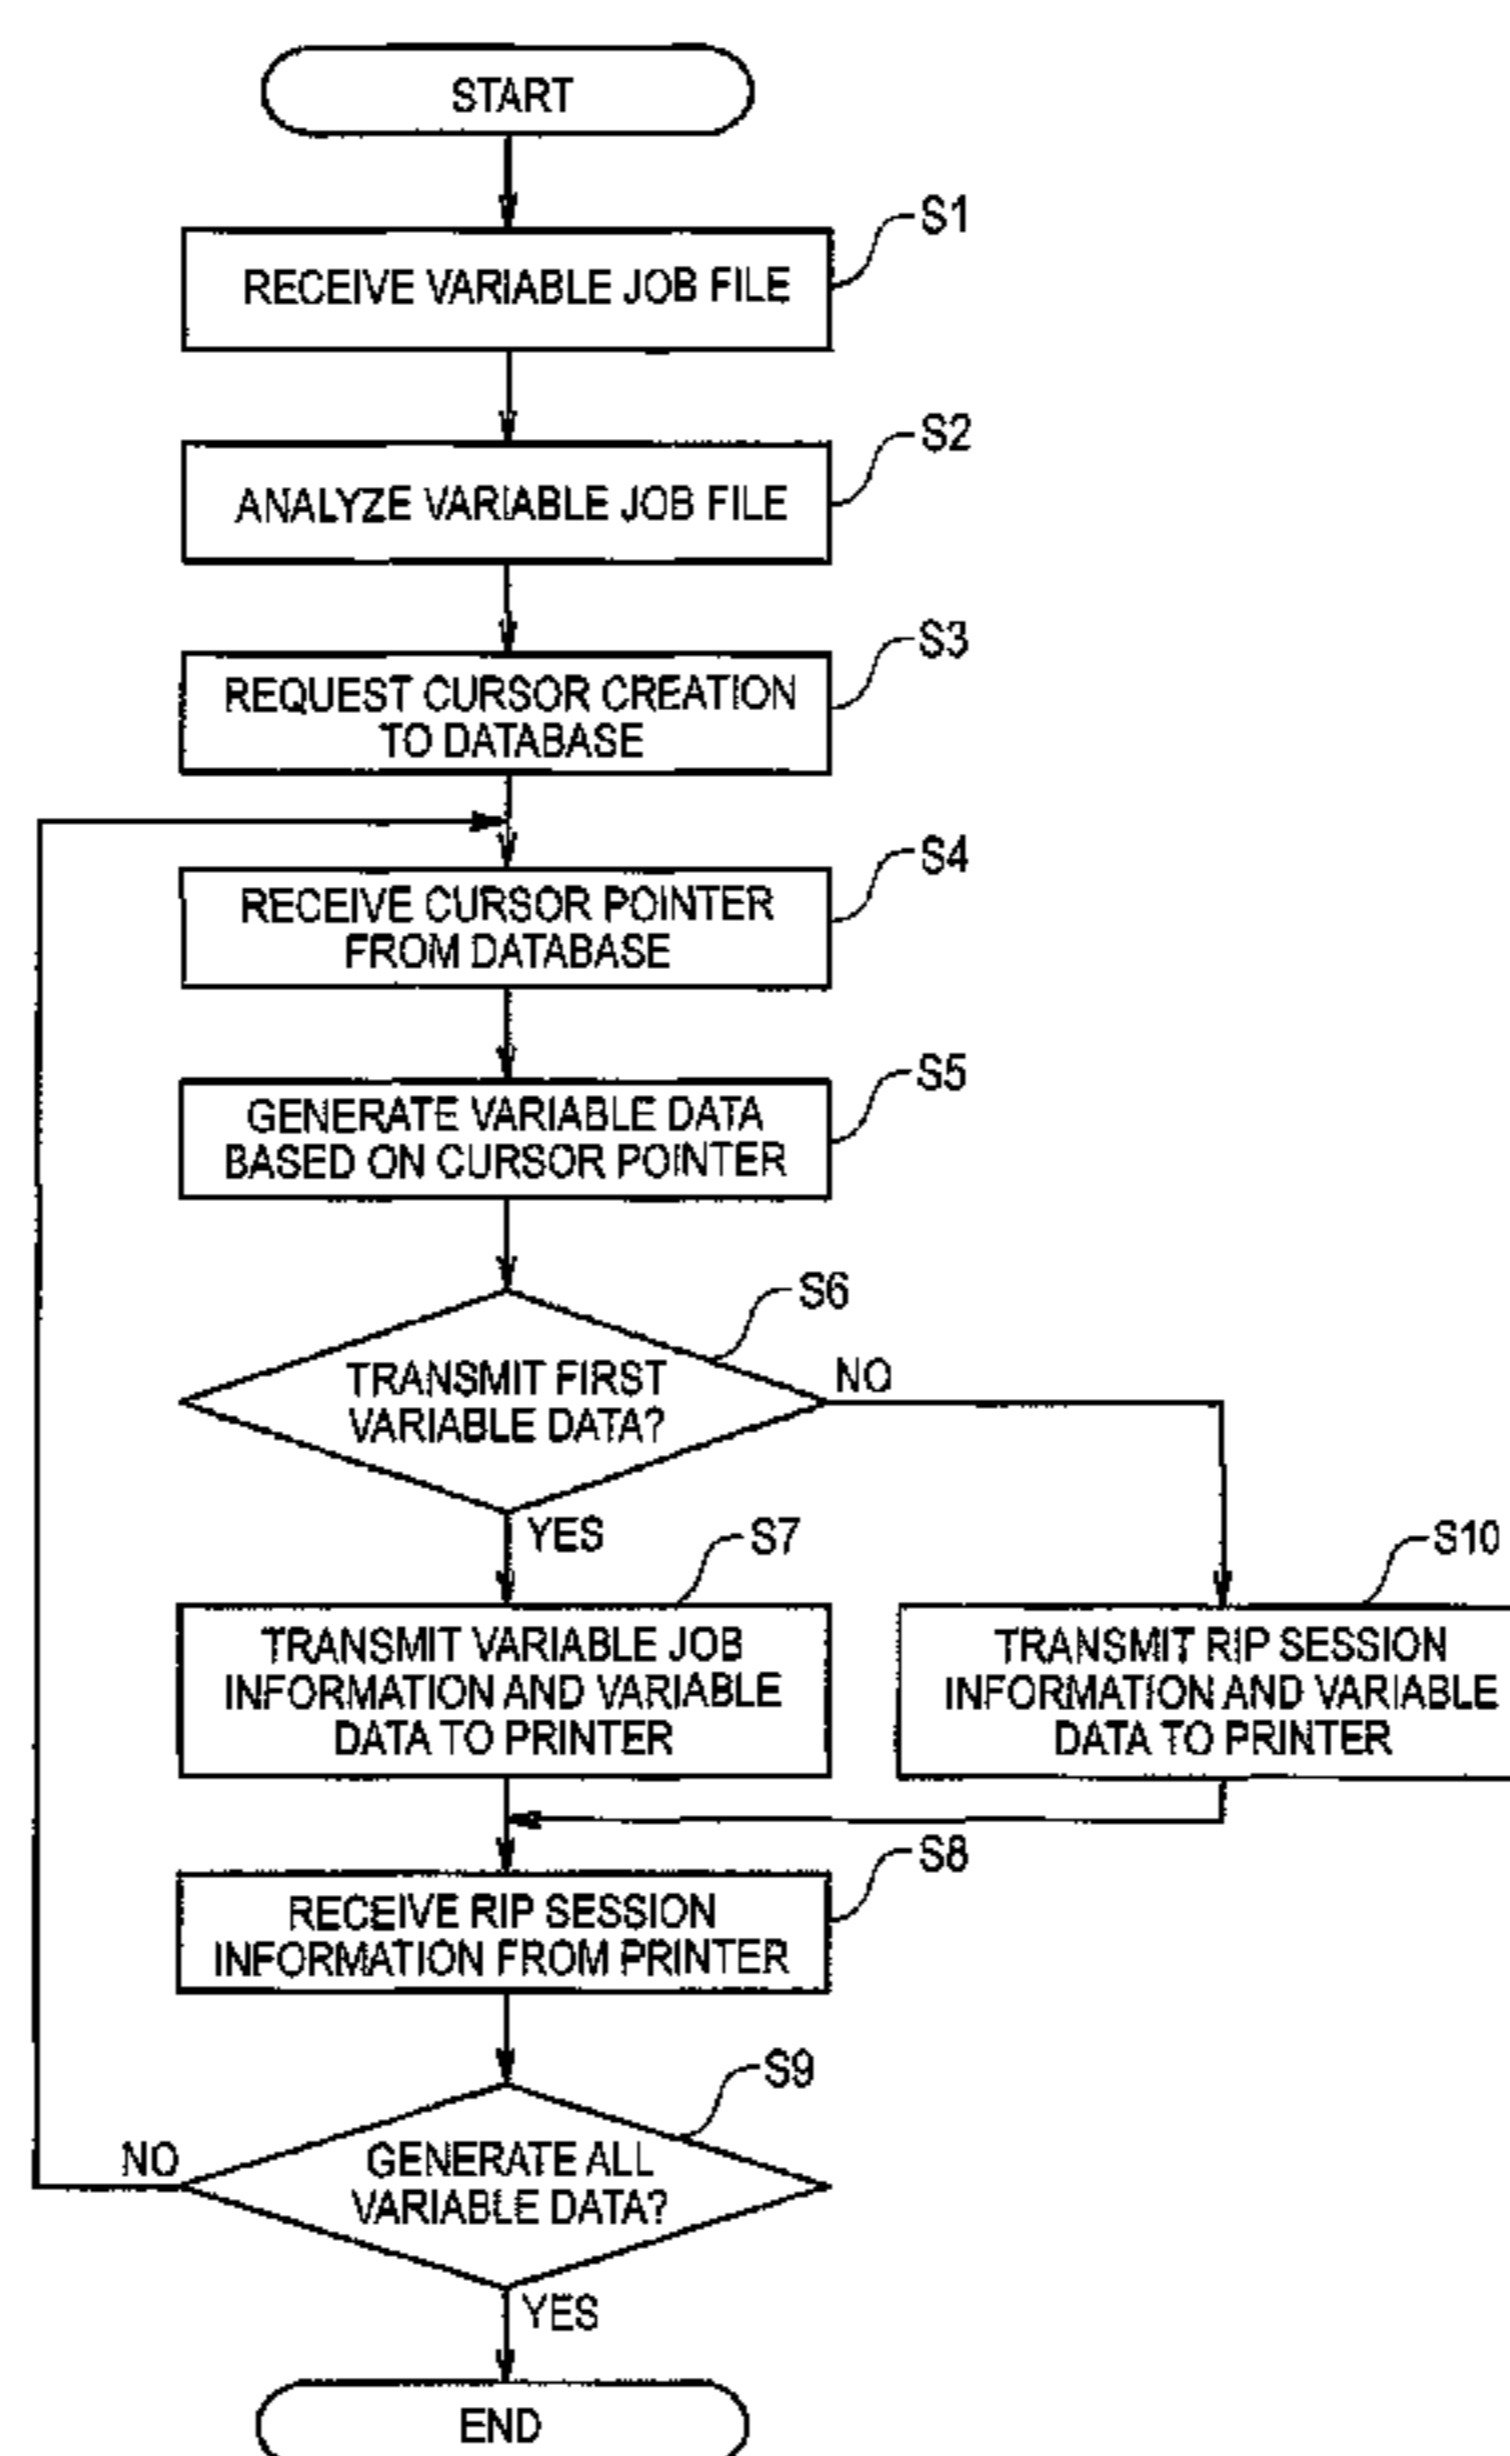 START
S1
RECEIVE VARIABLE JOB FILE
S2
ANALYZE VARIABLE JOB FILE
S3
REQUEST CURSOR CREATION
TO DATABASE
S4
RECEIVE CURSOR POINTER
FROM DATABASE
S5
GENERATE VARIABLE DATA
BASED ON CURSOR POINTER
S6
TRANSMIT FIRST
VARIABLE DATA?
NO
YES
S7
TRANSMIT VARIABLE JOB
INFORMATION AND VARIABLE
DATA TO PRINTER
S10
TRANSMIT RIP SESSION
INFORMATION AND VARIABLE
DATA TO PRINTER
S8
RECEIVE RIP SESSION
INFORMATION FROM PRINTER
S9
GENERATE ALL
VARIABLE DATA?
NO
YES
END